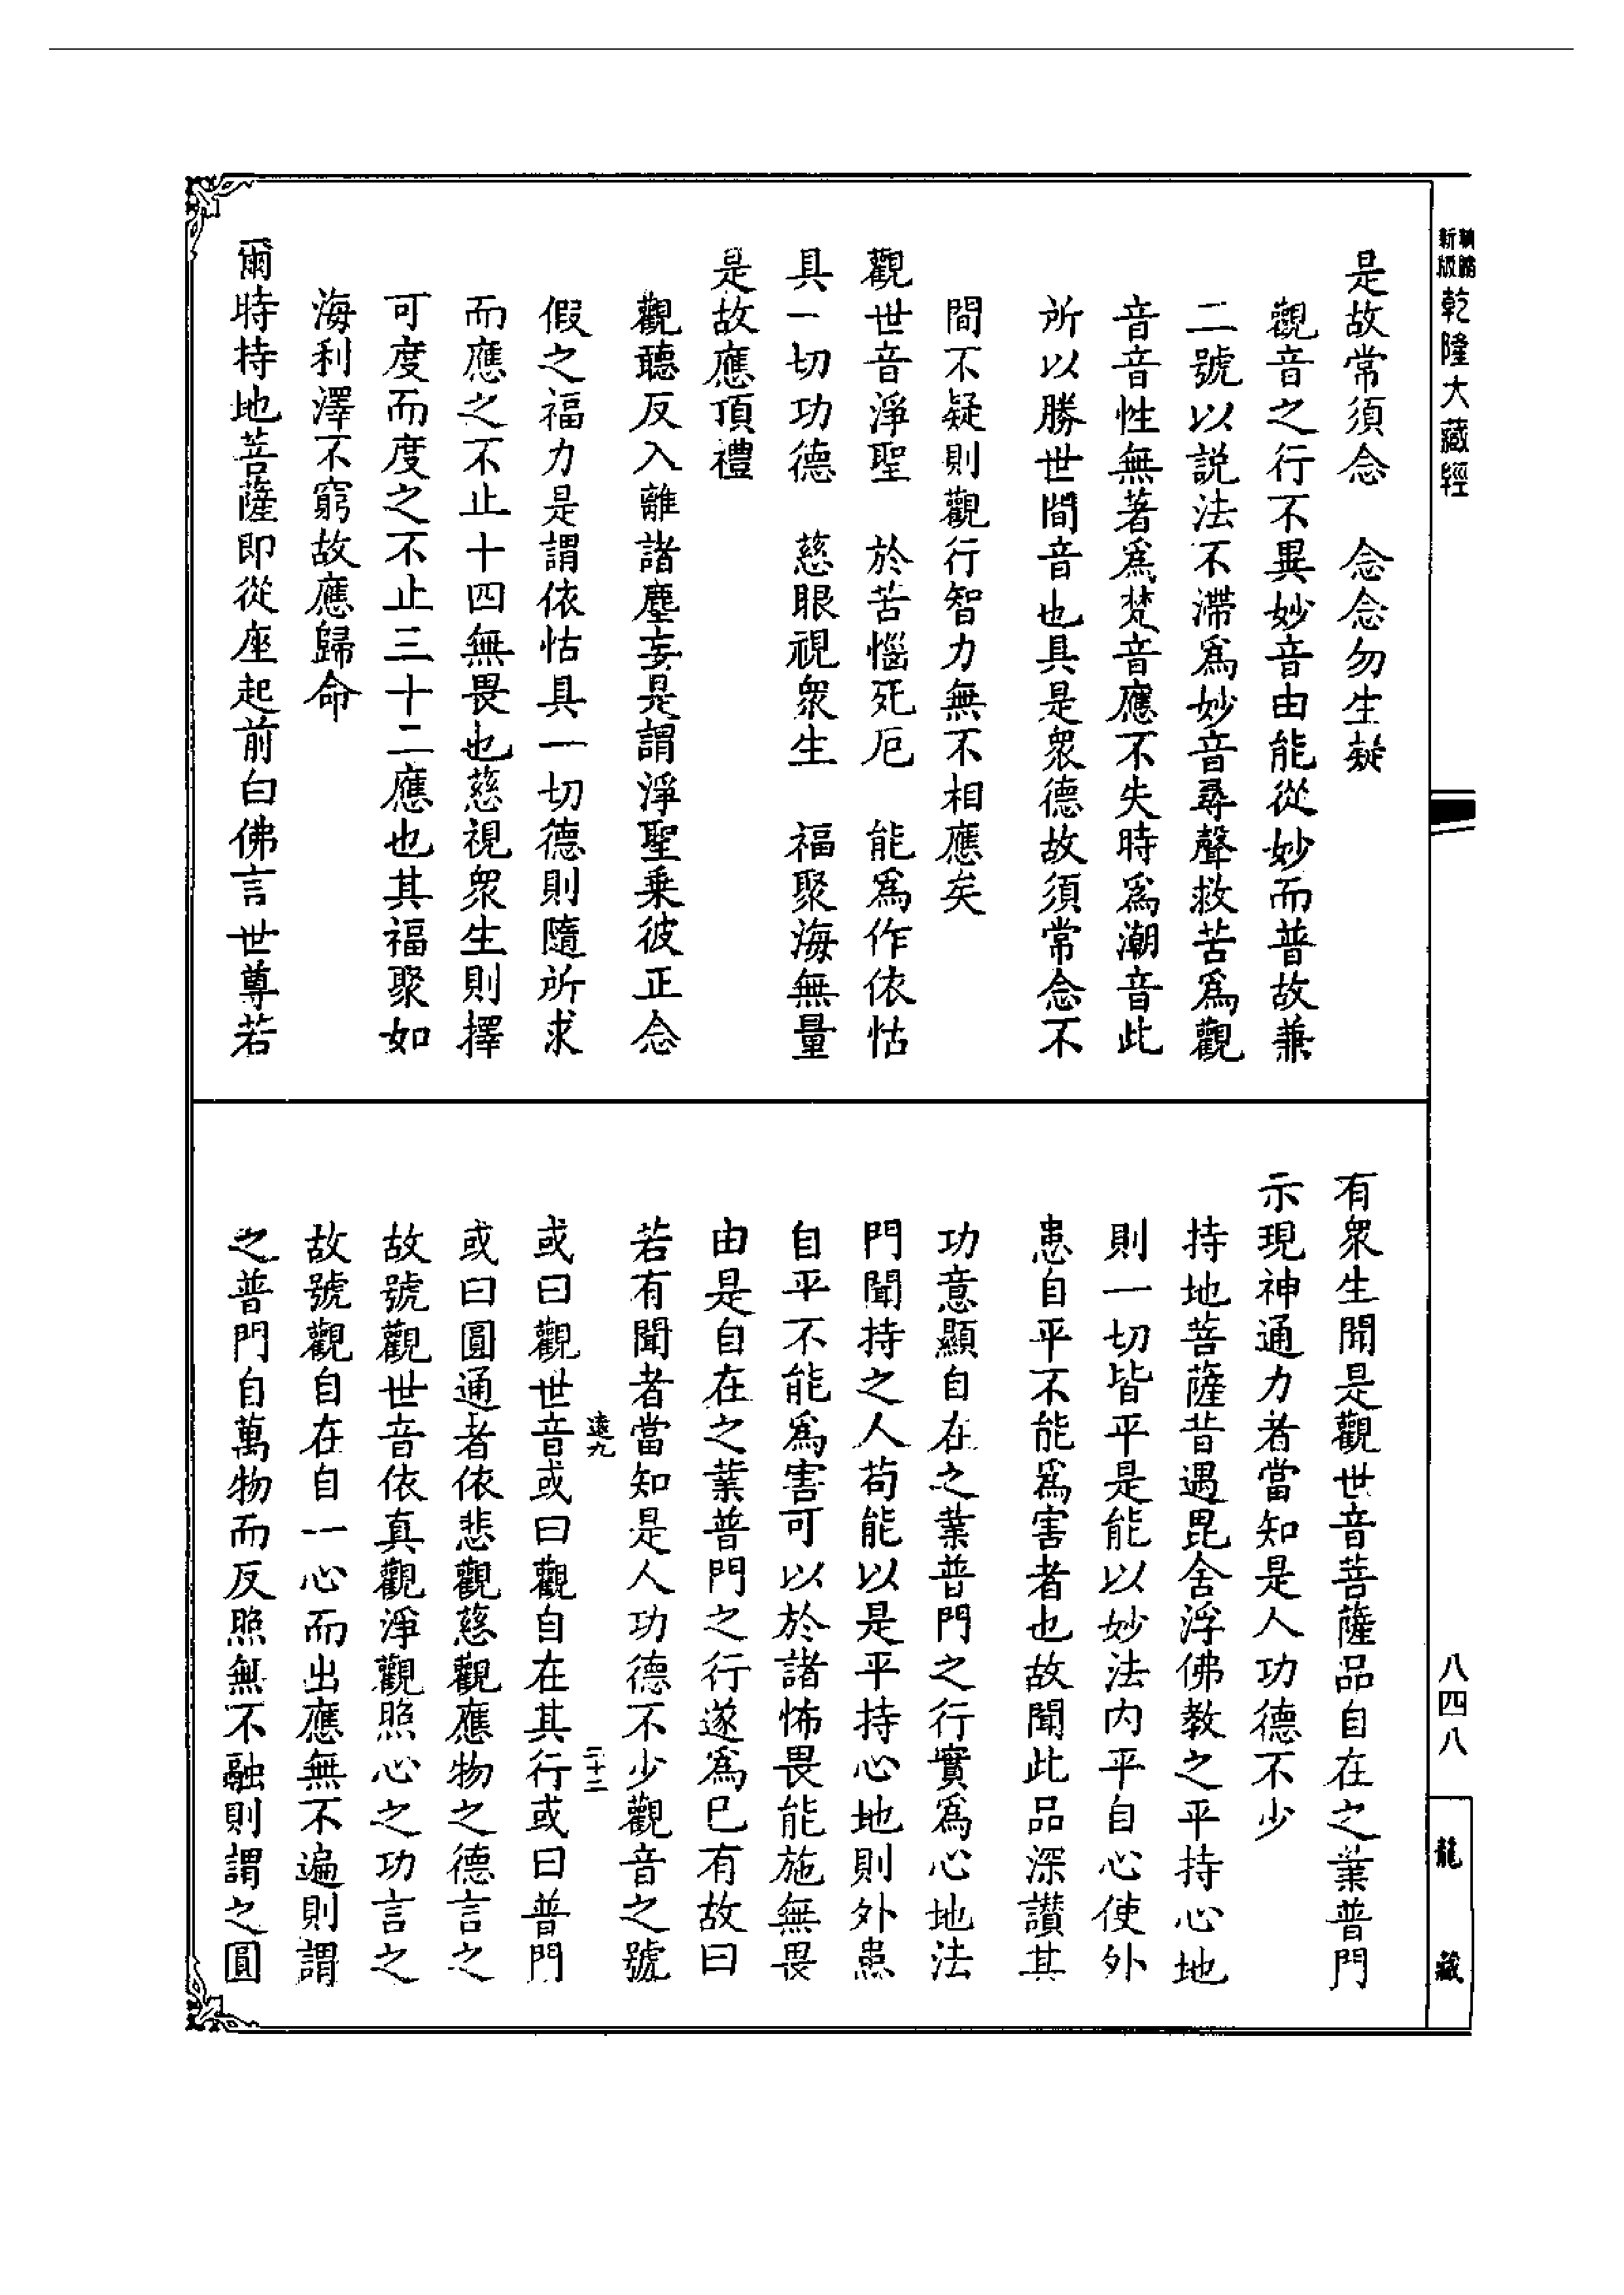 是故常須念　念念勿生疑
觀音之行不異妙音由能從妙而普故兼
二號以說法不滯爲妙音尋聲救苦爲觀
音音性無著爲梵音應不失時爲潮音此
所以勝世間音也具是衆德故須常念不
間不疑則觀行智力無不相應矣
觀世音淨聖　於苦惱死厄　能爲作依怙
具一切功德　慈眼視衆生　福聚海無量
是故應頂禮
觀聽反入離諸塵妄是謂淨聖乗彼正念
假之福力是謂依怙具一切德則隨所求
而應之不止十四無畏也慈視衆生則擇
可度而度之不止三十二應也其福聚如
海利澤不窮故應歸命
爾時持地菩薩即從座起前白佛言世尊若
有衆生聞是觀世音菩薩品自在之業普門
示現神通力者當知是人功德不少
持地菩薩昔遇毘舍浮佛教之平持心地
則一切皆平是能以妙法内平自心使外
患自平不能爲害者也故聞此品深讃其
功意顯自在之業普門之行實爲心地法
門聞持之人苟能以是平持心地則外患
自平不能爲害可以於諸怖畏能施無畏
由是自在之業普門之行遂爲已有故曰
若有聞者當知是人功德不少觀音之號
遠九
二十二
或曰觀世音或曰觀自在其行或曰普門
或曰圓通者依悲觀慈觀應物之德言之
故號觀世音依真觀淨觀照心之功言之
故號觀自在自一心而出應無不遍則謂
之普門自萬物而反照無不融則謂之圓
新版
乾隆大藏經
八四八
龍藏